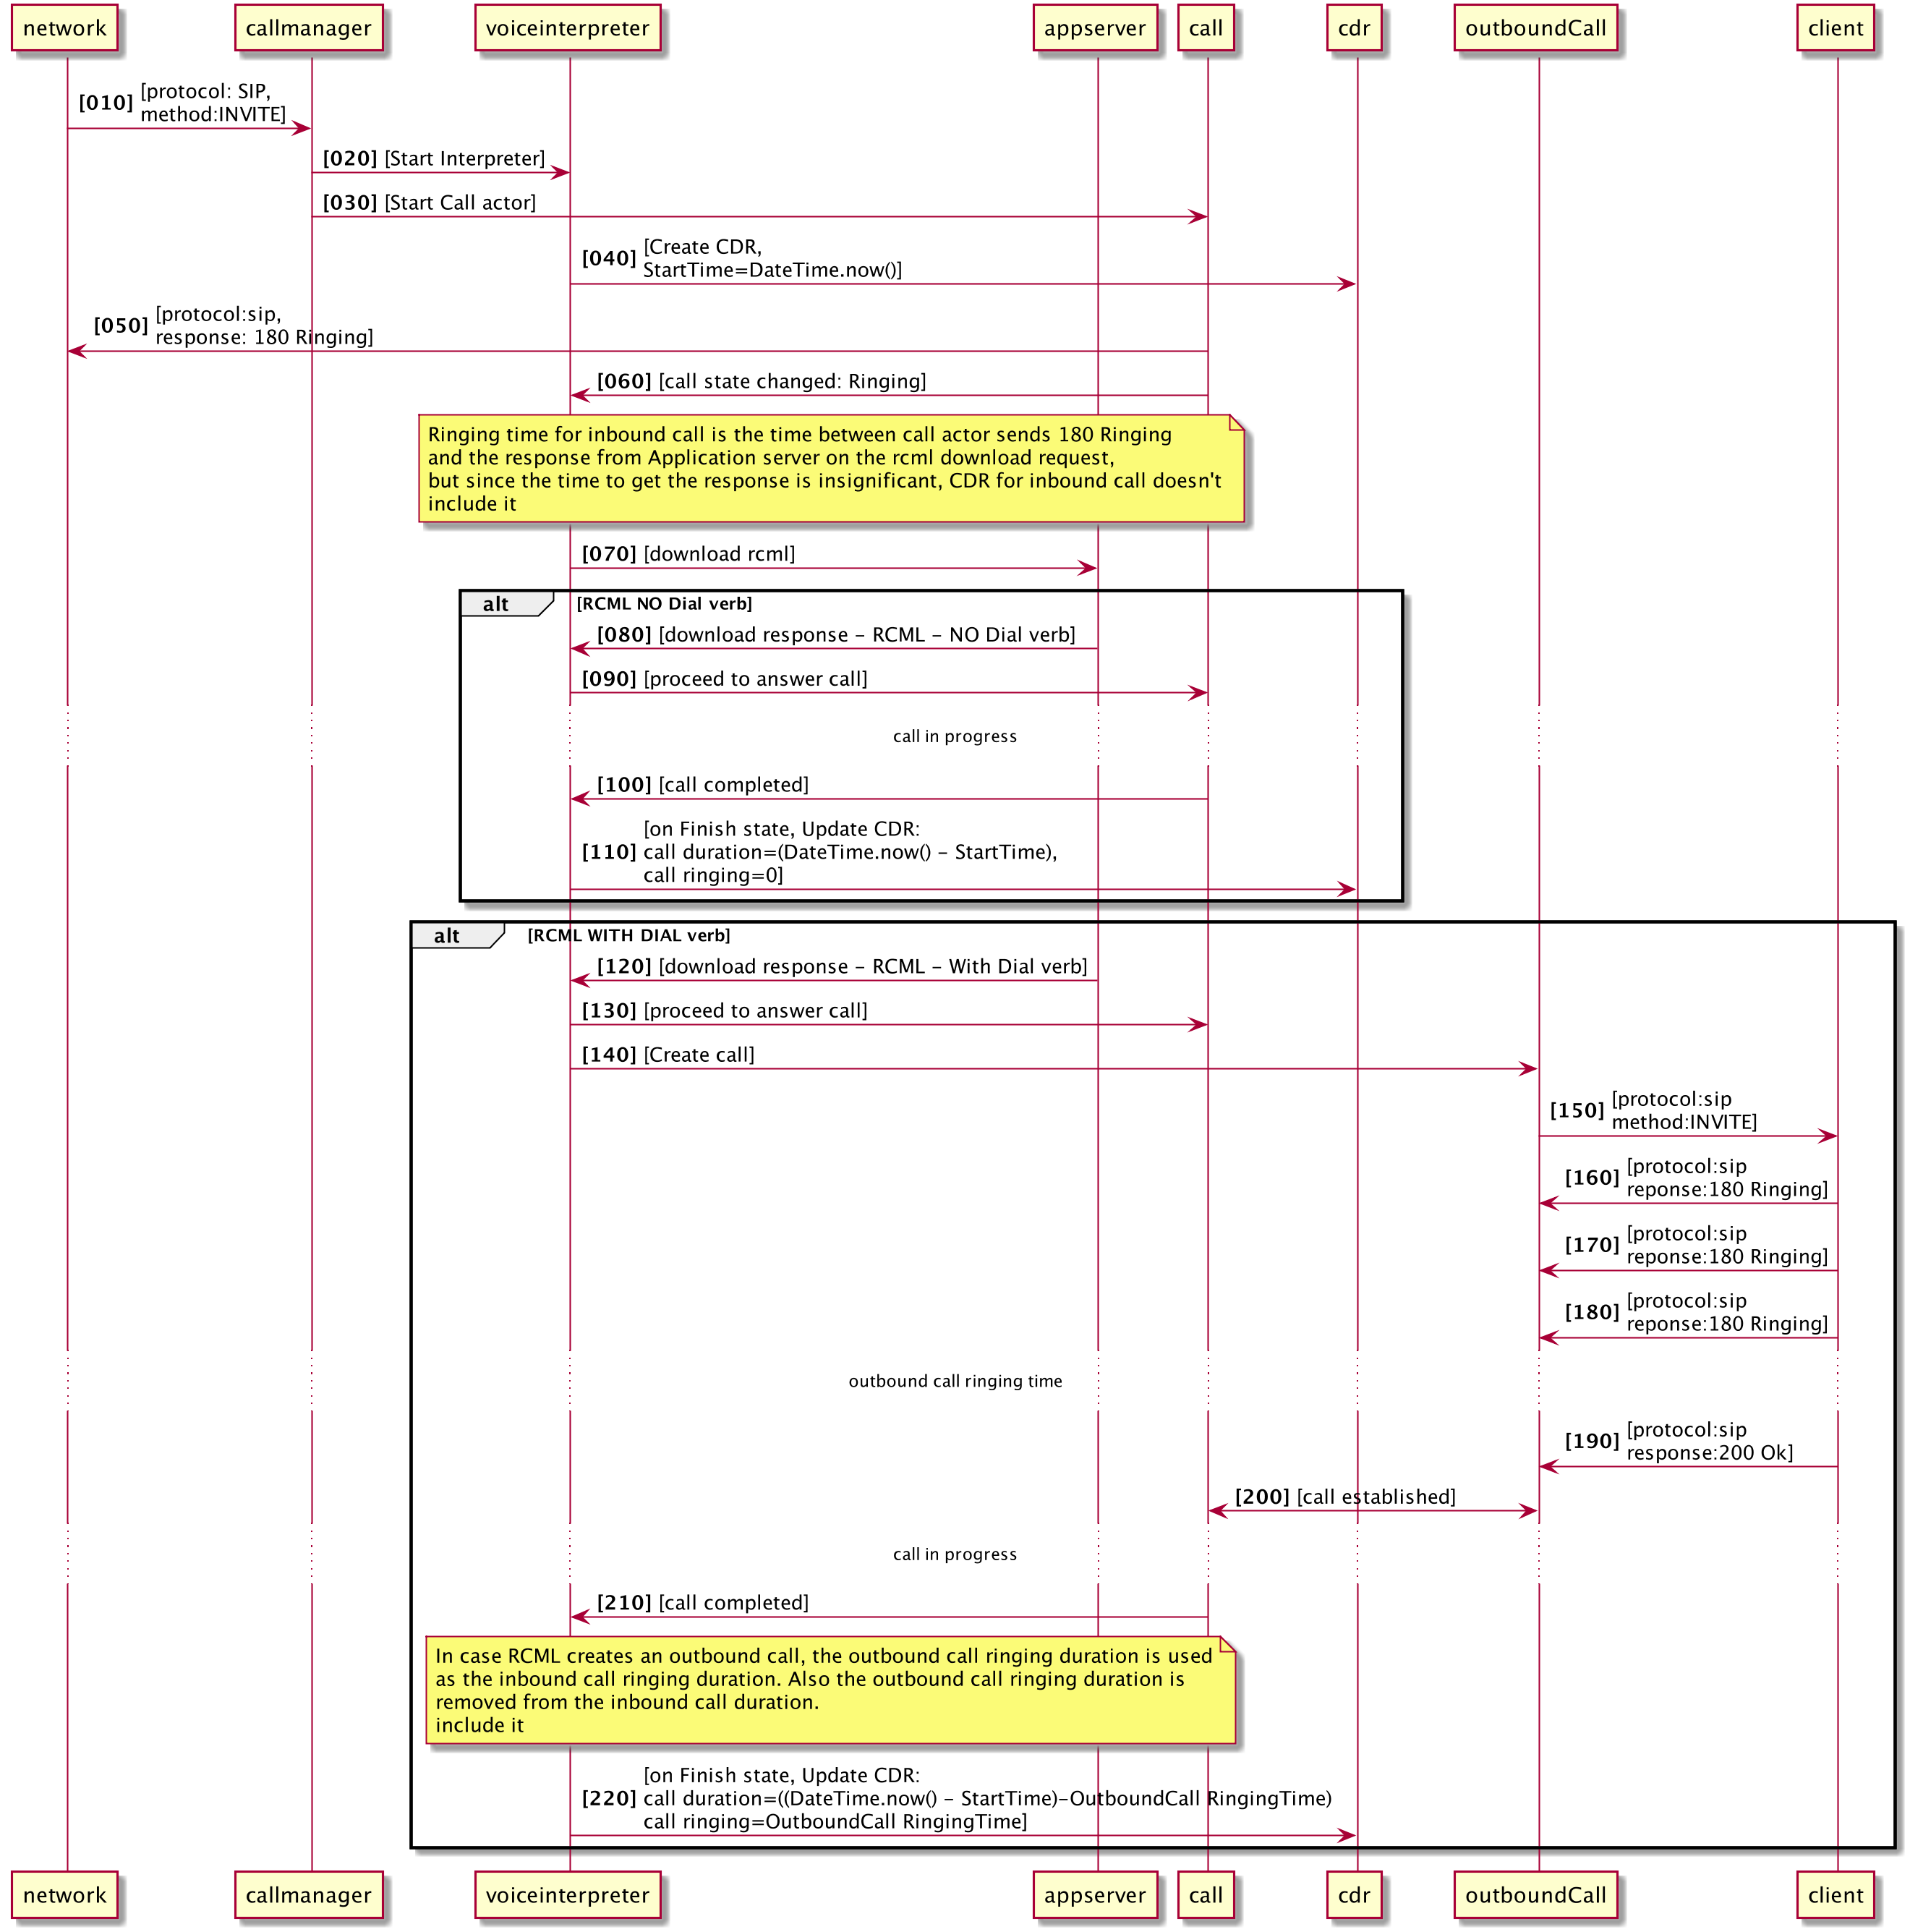 network callmanager voiceinterpreter appserver call cdr outboundCall client
[010] [protocol: SIP,
method:INVITE]
[020] [Start Interpreter]
[030] [Start Call actor]
[040] [Create CDR,
StartTime=DateTime.now()]
[050] [protocol:sip,
response: 180 Ringing]
[060] [call state changed: Ringing]
Ringing time for inbound call is the time between call actor sends 180 Ringing
and the response from Application server on the rcml download request,
but since the time to get the response is insignificant, CDR for inbound call doesn't
include it
[070] [download rcml]
alt [RCML NO Dial verb]
[080] [download response - RCML - NO Dial verb]
[090] [proceed to answer call]
call in progress
[100] [call completed]
[on Finish state, Update CDR:
[110] call duration=(DateTime.now() - StartTime),
call ringing=0]
alt [RCML WITH DIAL verb]
[120] [download response - RCML - With Dial verb]
[130] [proceed to answer call]
[140] [Create call]
[150] [protocol:sip
method:INVITE]
[160] [protocol:sip
reponse:180 Ringing]
[170] [protocol:sip
reponse:180 Ringing]
[180] [protocol:sip
reponse:180 Ringing]
outbound call ringing time
[190] [protocol:sip
response:200 Ok]
[200] [call established]
call in progress
[210] [call completed]
In case RCML creates an outbound call, the outbound call ringing duration is used
as the inbound call ringing duration. Also the outbound call ringing duration is
removed from the inbound call duration.
include it
[on Finish state, Update CDR:
[220] call duration=((DateTime.now() - StartTime)-OutboundCall RingingTime)
call ringing=OutboundCall RingingTime]
network callmanager voiceinterpreter appserver call cdr outboundCall client